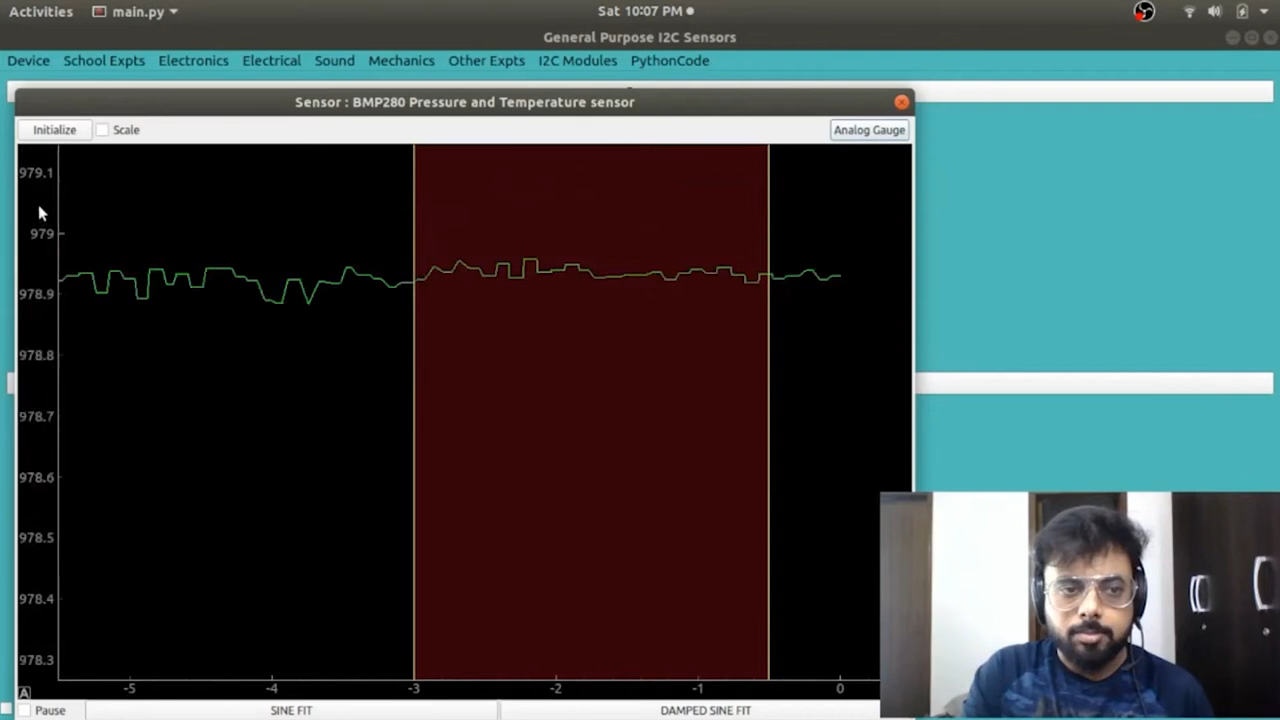 Activities main.py Sat 10:07 PM
General Purpose I2C Sensors
Device School Expts Electronics Electrical Sound Mechanics Other Expts I2C Modules PythonCode
Sensor : BMP280 Pressure and Temperature sensor
Initialize Scale Analog Gauge
979.1
979
978.9
978.8
978.7
978.6
978.5
978.4
978.3
-5 -4 -3 -2 -1 0
A
Pause SINE FIT DAMPED SINE FIT